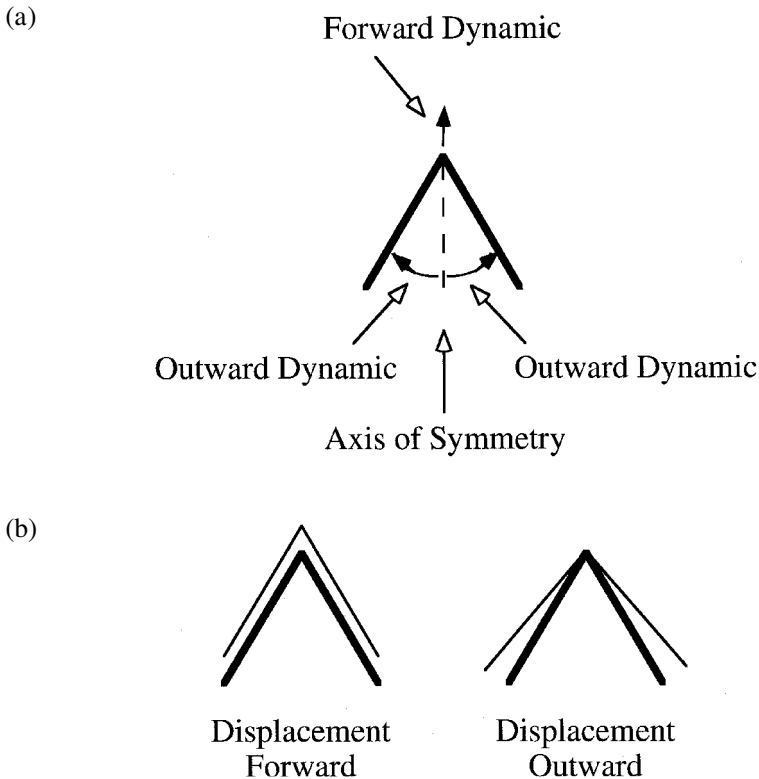 (a)
Forward Dynamic
Outward Dynamic
Outward Dynamic
Axis of Symmetry
(b)
Displacement
Forward
Displacement
Outward